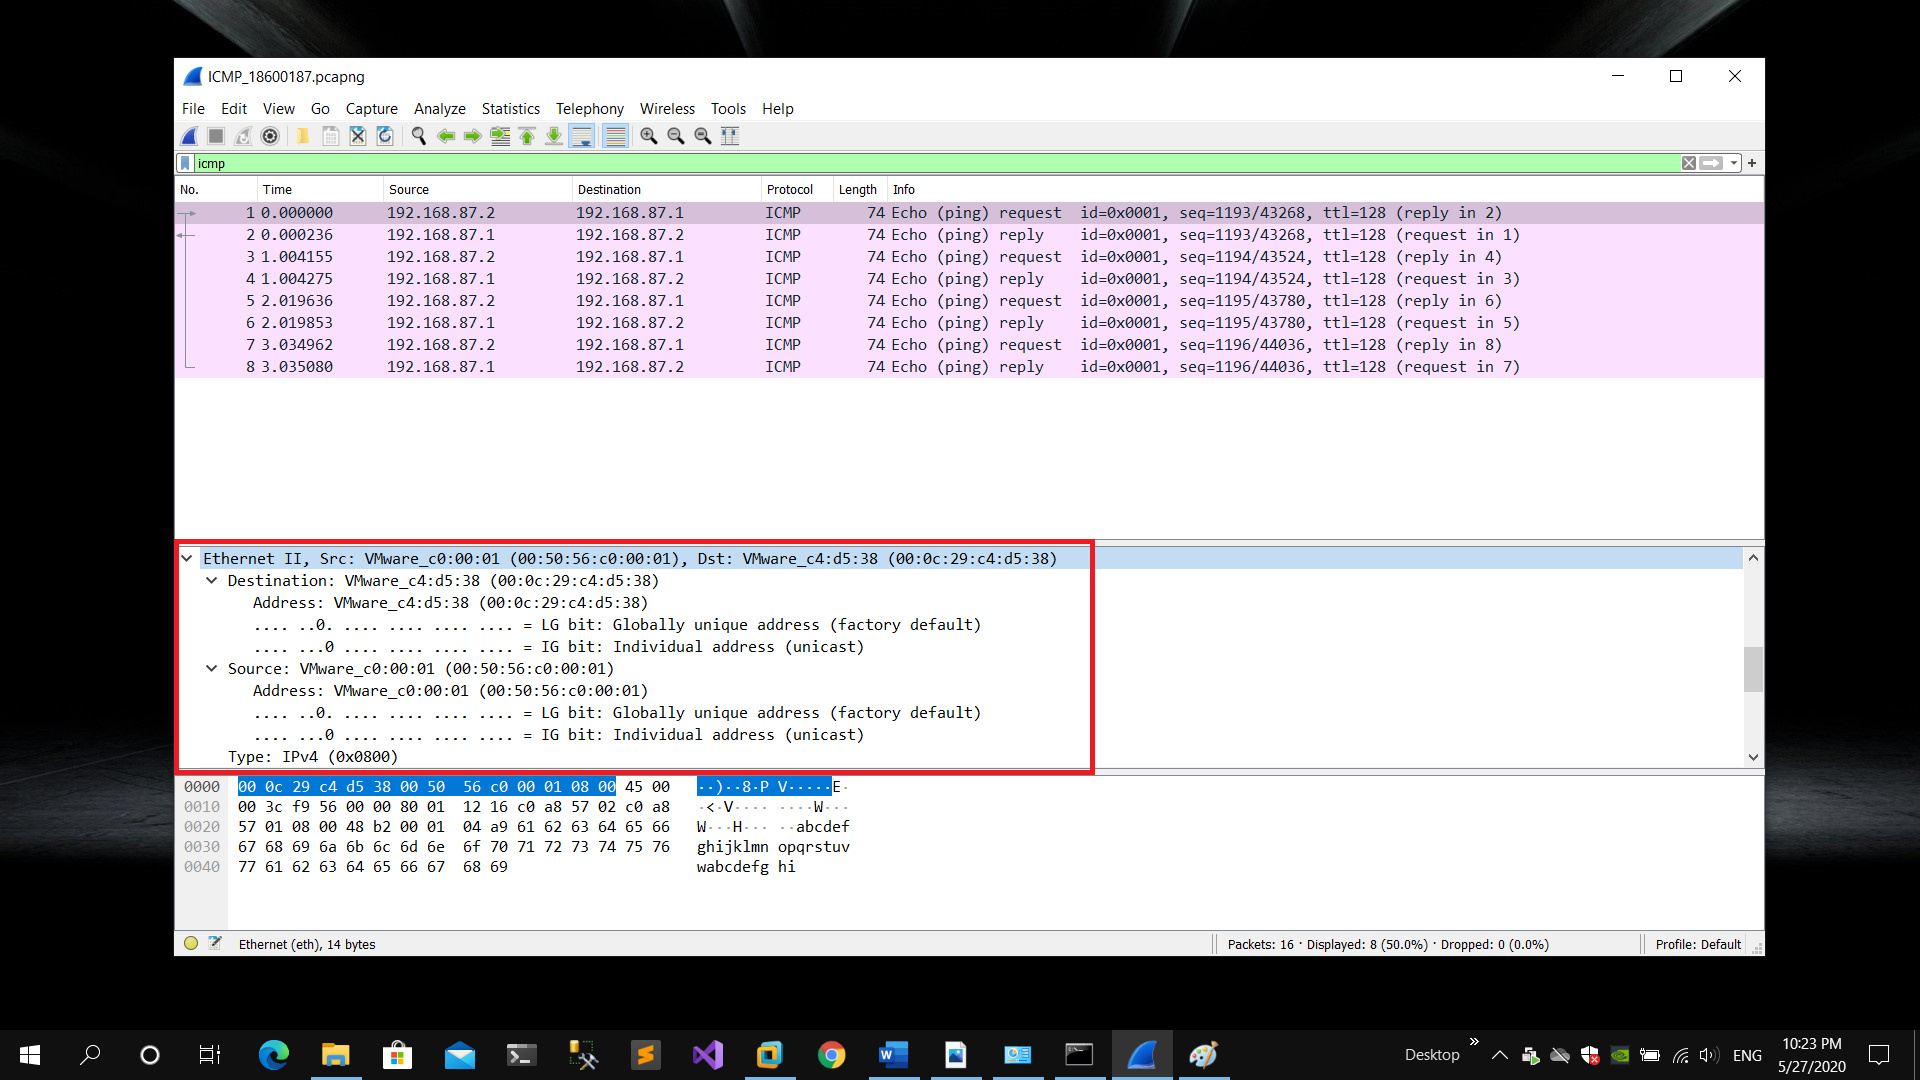 ICMP_18600187.pcapng
File Edit View Go Capture Analyze Statistics Telephony Wireless Tools Help
icmp
No. Time Source Destination Protocol Length Info
1 0.000000 192.168.87.2 192.168.87.1 ICMP 74 Echo (ping) request id=0x0001, seq=1193/43268, ttl=128 (reply in 2)
2 0.000236 192.168.87.1 192.168.87.2 ICMP 74 Echo (ping) reply id=0x0001, seq=1193/43268, ttl=128 (request in 1)
3 1.004155 192.168.87.2 192.168.87.1 ICMP 74 Echo (ping) request id=0x0001, seq=1194/43524, ttl=128 (reply in 4)
4 1.004275 192.168.87.1 192.168.87.2 ICMP 74 Echo (ping) reply id=0x0001, seq=1194/43524, ttl=128 (request in 3)
5 2.019636 192.168.87.2 192.168.87.1 ICMP 74 Echo (ping) request id=0x0001, seq=1195/43780, ttl=128 (reply in 6)
6 2.019853 192.168.87.1 192.168.87.2 ICMP 74 Echo (ping) reply id=0x0001, seq=1195/43780, ttl=128 (request in 5)
7 3.034962 192.168.87.2 192.168.87.1 ICMP 74 Echo (ping) request id=0x0001, seq=1196/44036, ttl=128 (reply in 8)
8 3.035080 192.168.87.1 192.168.87.2 ICMP 74 Echo (ping) reply id=0x0001, seq=1196/44036, ttl=128 (request in 7)
Ethernet II, Src: VMware_c0:00:01 (00:50:56:c0:00:01), Dst: VMware_c4:d5:38 (00:0c:29:c4:d5:38)
Destination: VMware_c4:d5:38 (00:0c:29:c4:d5:38)
Address: VMware_c4:d5:38 (00:0c:29:c4:d5:38)
.... ..0. .... .... .... .... = LG bit: Globally unique address (factory default)
.... ...0 .... .... .... .... = IG bit: Individual address (unicast)
Source: VMware_c0:00:01 (00:50:56:c0:00:01)
Address: VMware_c0:00:01 (00:50:56:c0:00:01)
.... ..0. .... .... .... .... = LG bit: Globally unique address (factory default)
.... ...0 .... .... .... .... = IG bit: Individual address (unicast)
Type: IPv4 (0x0800)
0000 00 0c 29 c4 d5 38 00 50 56 c0 00 01 08 00 45 00 ··)··8·P V·····E·
0010 00 3c f9 56 00 00 80 01 12 16 c0 a8 57 02 c0 a8 ·<·V···· ····W···
0020 57 01 08 00 48 b2 00 01 04 a9 61 62 63 64 65 66 W···H··· ··abcdef
0030 67 68 69 6a 6b 6c 6d 6e 6f 70 71 72 73 74 75 76 ghijklmn opqrstuv
0040 77 61 62 63 64 65 66 67 68 69 wabcdefg hi
Ethernet (eth), 14 bytes Packets: 16 · Displayed: 8 (50.0%) · Dropped: 0 (0.0%) Profile: Default
Desktop ENG 10:23 PM
5/27/2020